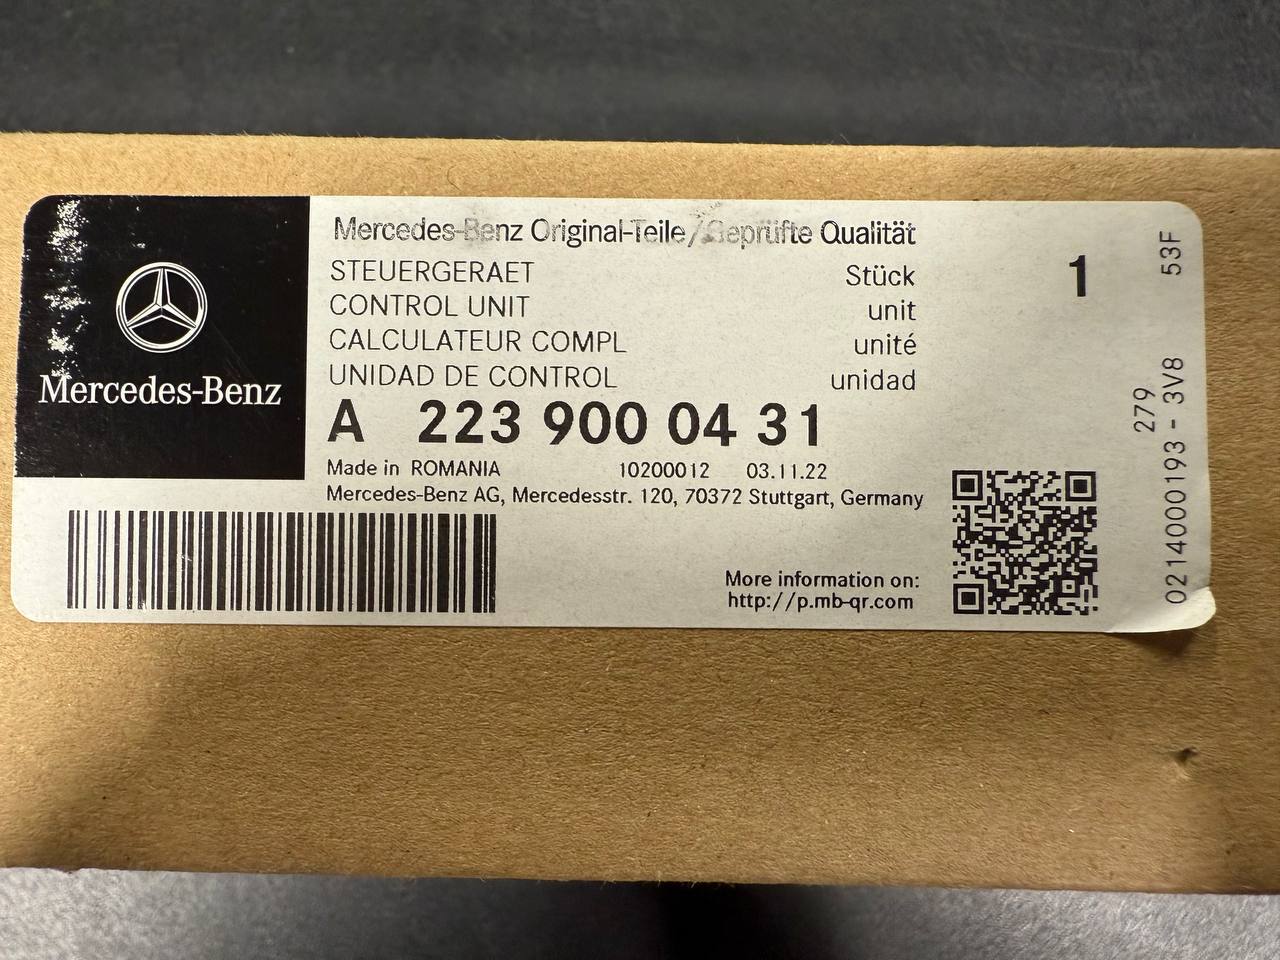 Mercedes-Benz
Mercedes-Benz Original-Teile/Geprüfte Qualität
STEUERGERAET Stück
CONTROL UNIT unit
CALCULATEUR COMPL unité
UNIDAD DE CONTROL unidad
1
A 223 900 04 31
Made in ROMANIA 10200012 03.11.22
Mercedes-Benz AG, Mercedesstr. 120, 70372 Stuttgart, Germany
More information on:
http://p.mb-qr.com
279
0214000193 - 3V8 53F